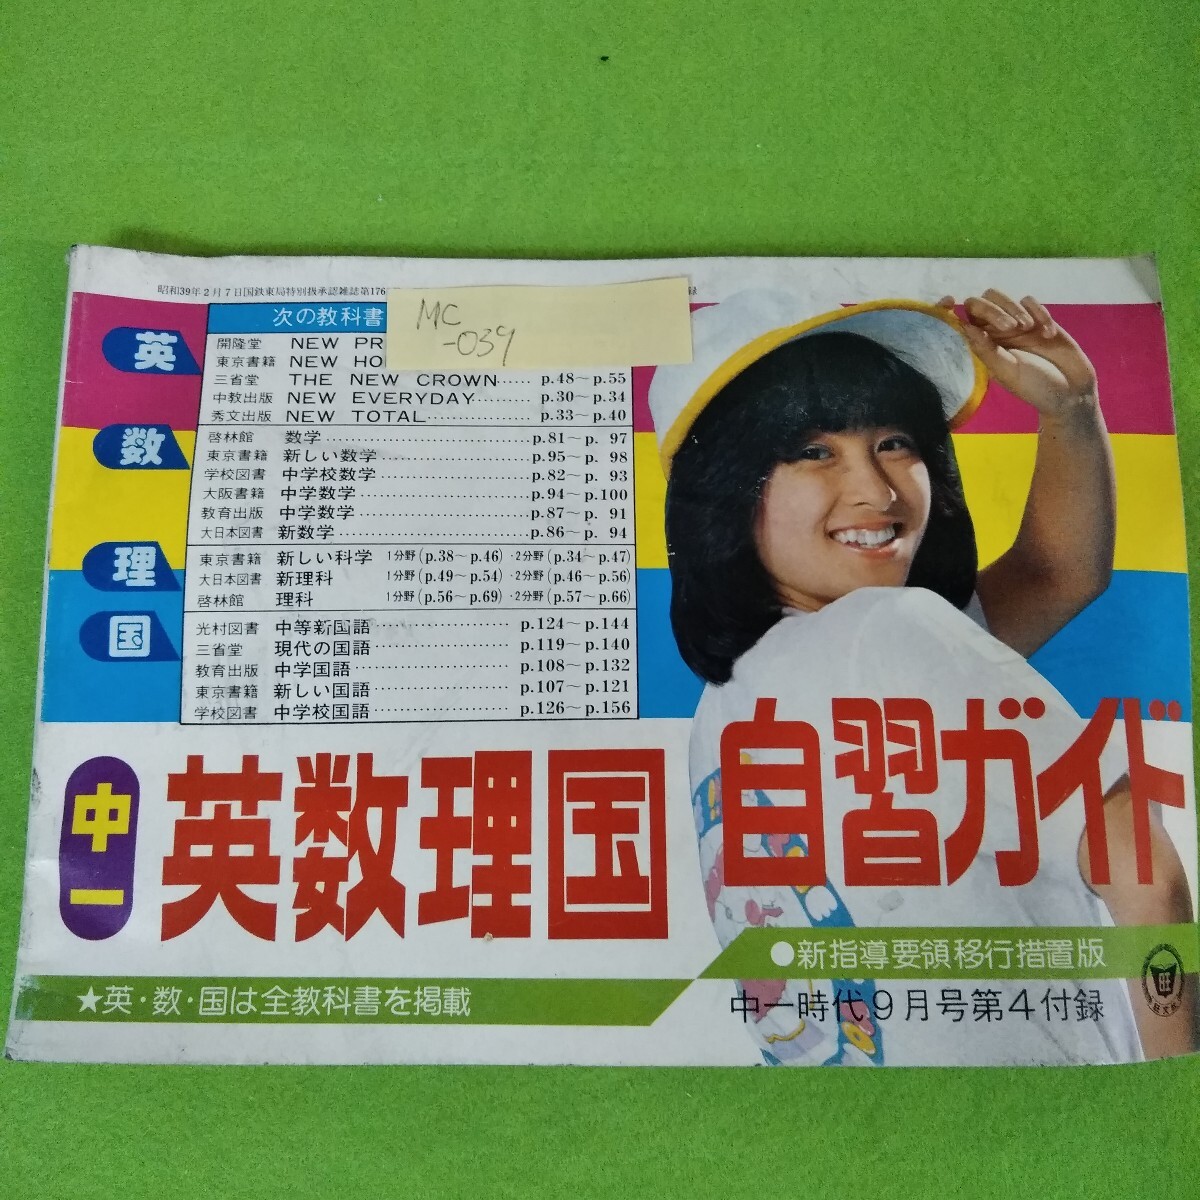 昭和39年2月7日国鉄東局特別扱承認雑誌第176
録
MC
-039
次の教科書
英
開隆堂 NEW PR
東京書籍 NEW HO
三省堂 THE NEW CROWN…… p.48～p.55
中教出版 NEW EVERYDAY……… p.30～p.34
秀文出版 NEW TOTAL……………… p.33～p.40
数
啓林館 数学…………………………… p.81～p. 97
東京書籍 新しい数学…………………… p.95～p. 98
学校図書 中学校数学…………………… p.82～p. 93
大阪書籍 中学数学……………………… p.94～p.100
教育出版 中学数学……………………… p.87～p. 91
大日本図書 新数学………………………… p.86～p. 94
理
東京書籍 新しい科学 1分野(p.38～p.46)・2分野(p.34～p.47)
大日本図書 新理科 1分野(p.49～p.54)・2分野(p.46～p.56)
啓林館 理科 1分野(p.56～p.69)・2分野(p.57～p.66)
国
光村図書 中等新国語………………… p.124～p.144
三省堂 現代の国語………………… p.119～p.140
教育出版 中学国語…………………… p.108～p.132
東京書籍 新しい国語………………… p.107～p.121
学校図書 中学校国語………………… p.126～p.156
中一
英数理国 自習ガイド
●新指導要領移行措置版
★英・数・国は全教科書を掲載
中一時代9月号第4付録
旺